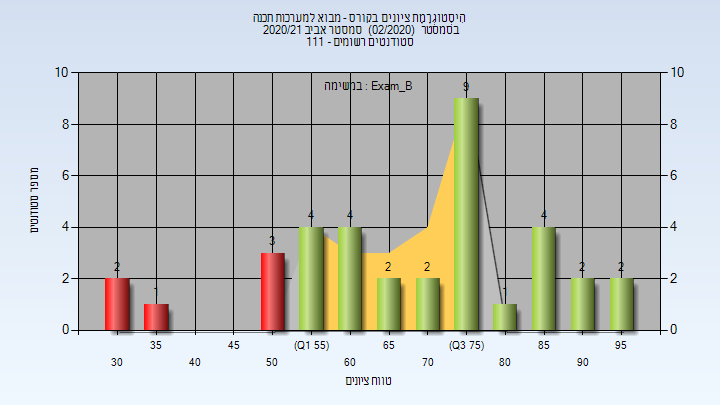 היסטוגרמת ציונים בקורס - מבוא למערכות תכנה
בסמסטר (02/2020) סמסטר אביב 2020/21
סטודנטים רשומים - 111
במשימה : Exam_B
מספר סטודנטים
10 8 6 4 2 0
10 8 6 4 2 0
2 1 3 4 4 2 2 9 1 4 2 2
35 45 (Q1 55) 65 (Q3 75) 85 95
30 40 50 60 70 80 90
טווח ציונים